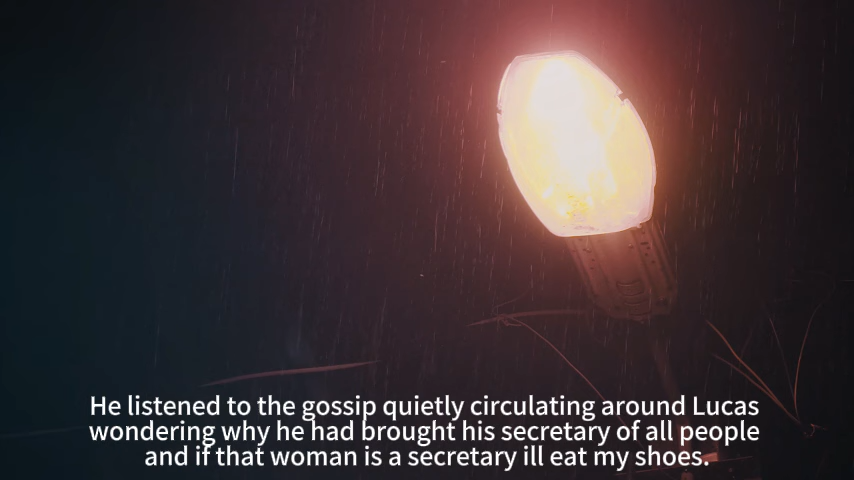 He listened to the gossip quietly circulating around Lucas
wondering why he had brought his secretary of all people
and if that woman is a secretary ill eat my shoes.